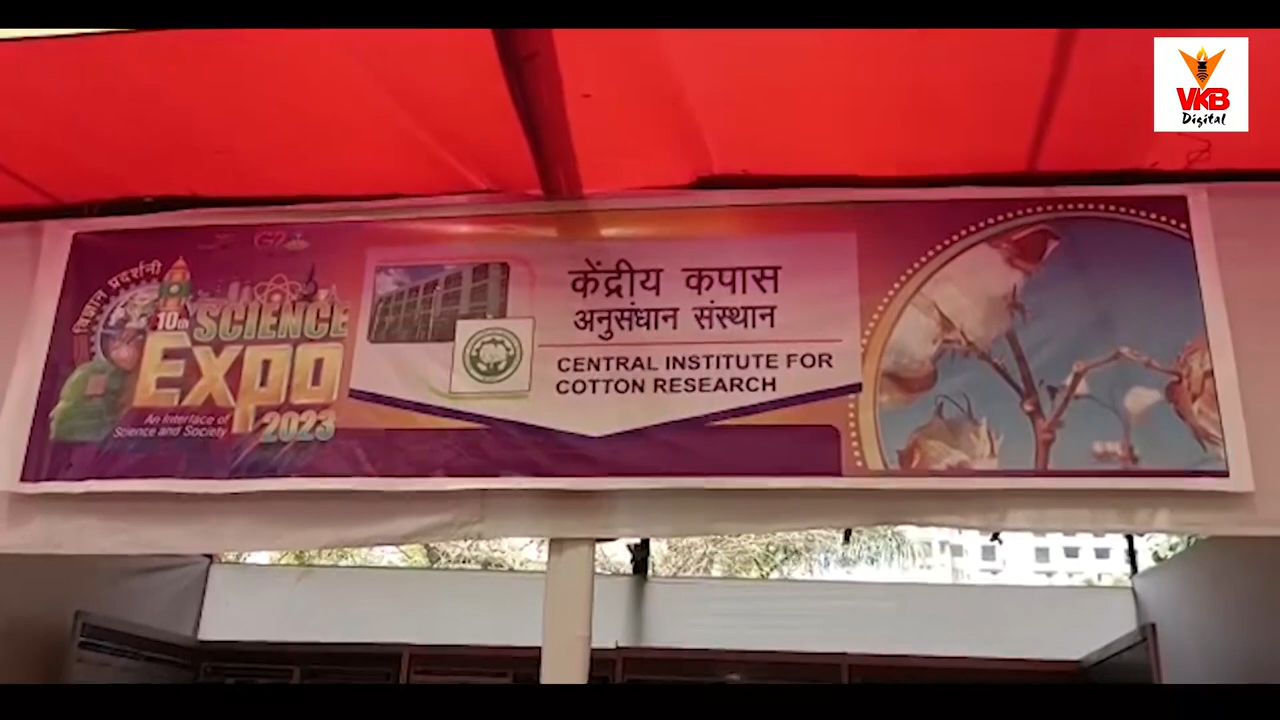 VKB
Digital
G20
विज्ञान प्रदर्शनी
10th SCIENCE
Expo
An Interface of
Science and Society
2023
केंद्रीय कपास
अनुसंधान संस्थान
CENTRAL INSTITUTE FOR
COTTON RESEARCH